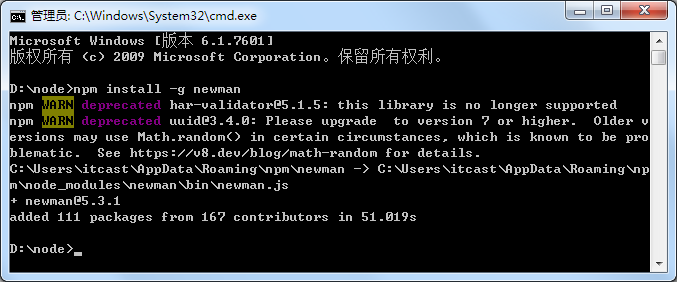 管理员: C:\Windows\System32\cmd.exe
Microsoft Windows [版本 6.1.7601]
版权所有 (c) 2009 Microsoft Corporation。保留所有权利。
D:\node>npm install -g newman
npm WARN deprecated har-validator@5.1.5: this library is no longer supported
npm WARN deprecated uuid@3.4.0: Please upgrade  to version 7 or higher.  Older v
ersions may use Math.random() in certain circumstances, which is known to be pro
blematic.  See https://v8.dev/blog/math-random for details.
C:\Users\itcast\AppData\Roaming\npm\newman -> C:\Users\itcast\AppData\Roaming\np
m\node_modules\newman\bin\newman.js
+ newman@5.3.1
added 111 packages from 167 contributors in 51.019s
D:\node>